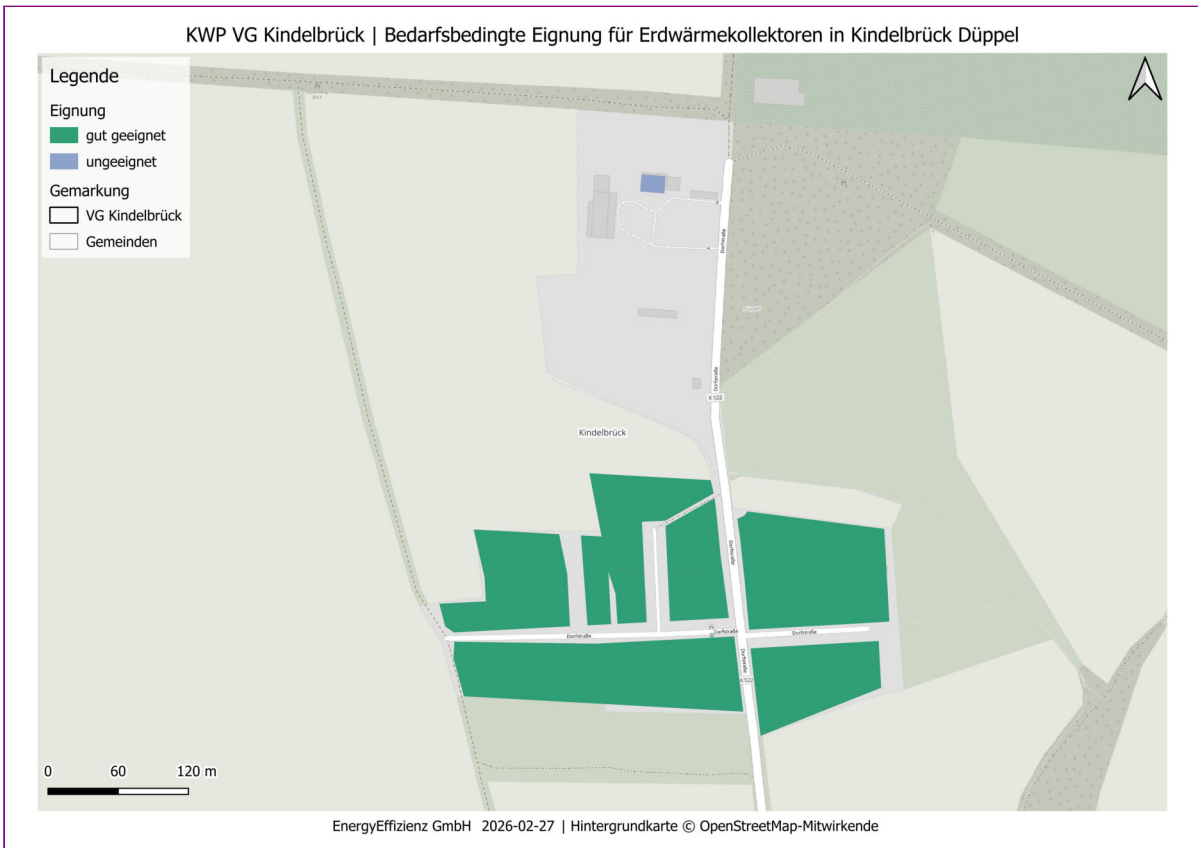 KWP VG Kindelbrück | Bedarfsbedingte Eignung für Erdwärmekollektoren in Kindelbrück Düppel
Legende
Eignung
gut geeignet
ungeeignet
Gemarkung
VG Kindelbrück
Gemeinden
Dorfstraße
Dorfstraße
K 522
Kindelbrück
Dorfstraße
Dorfstraße
Dorfstraße
Dorfstraße
Dorfstraße
K 522
0 60 120 m
EnergyEffizienz GmbH 2026-02-27 | Hintergrundkarte © OpenStreetMap-Mitwirkende